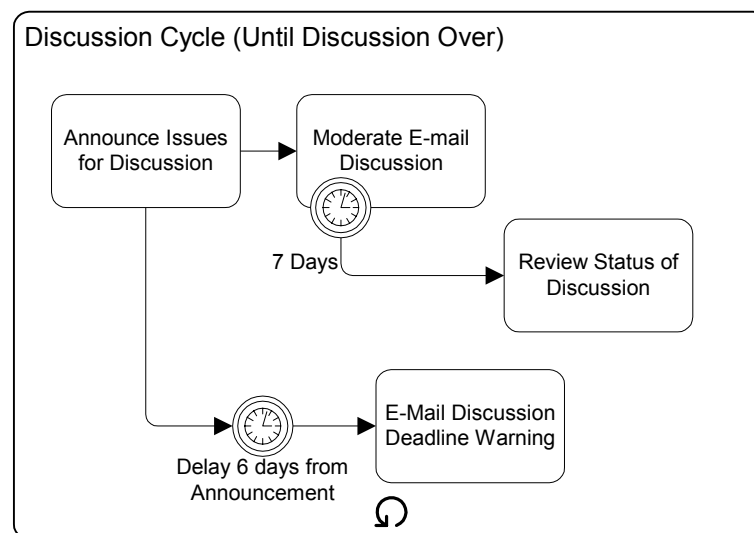 Discussion Cycle (Until Discussion Over)
Announce Issues
for Discussion
Moderate E-mail
Discussion
7 Days
Review Status of
Discussion
E-Mail Discussion
Deadline Warning
Delay 6 days from
Announcement